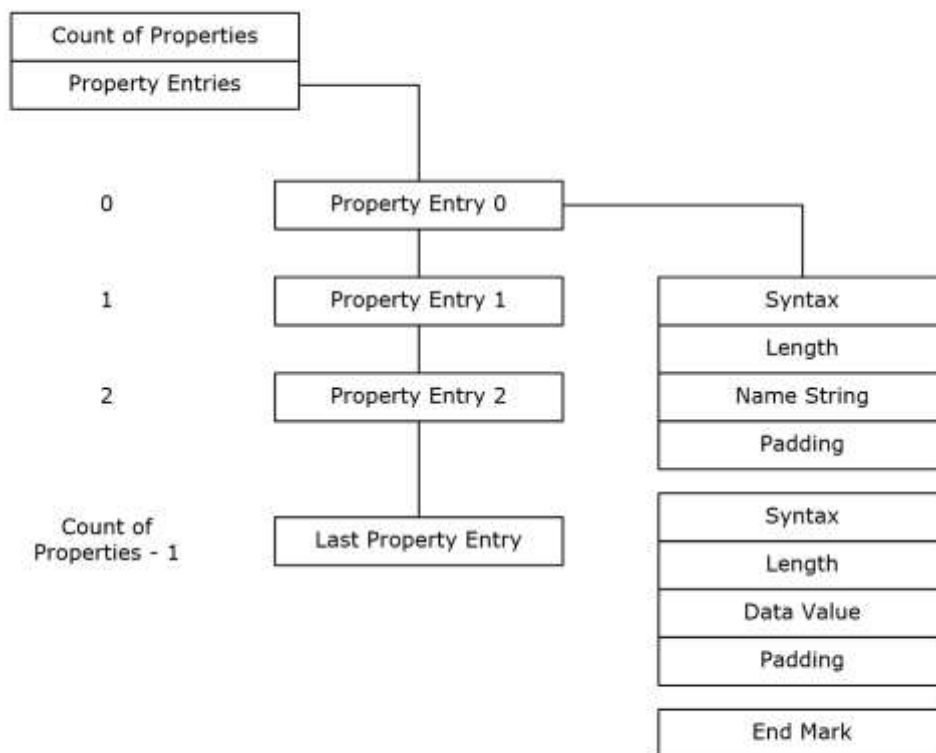 Count of Properties
Property Entries
0
Property Entry 0
1
Property Entry 1
Syntax
Length
2
Property Entry 2
Name String
Padding
Count of
Properties - 1
Last Property Entry
Syntax
Length
Data Value
Padding
End Mark